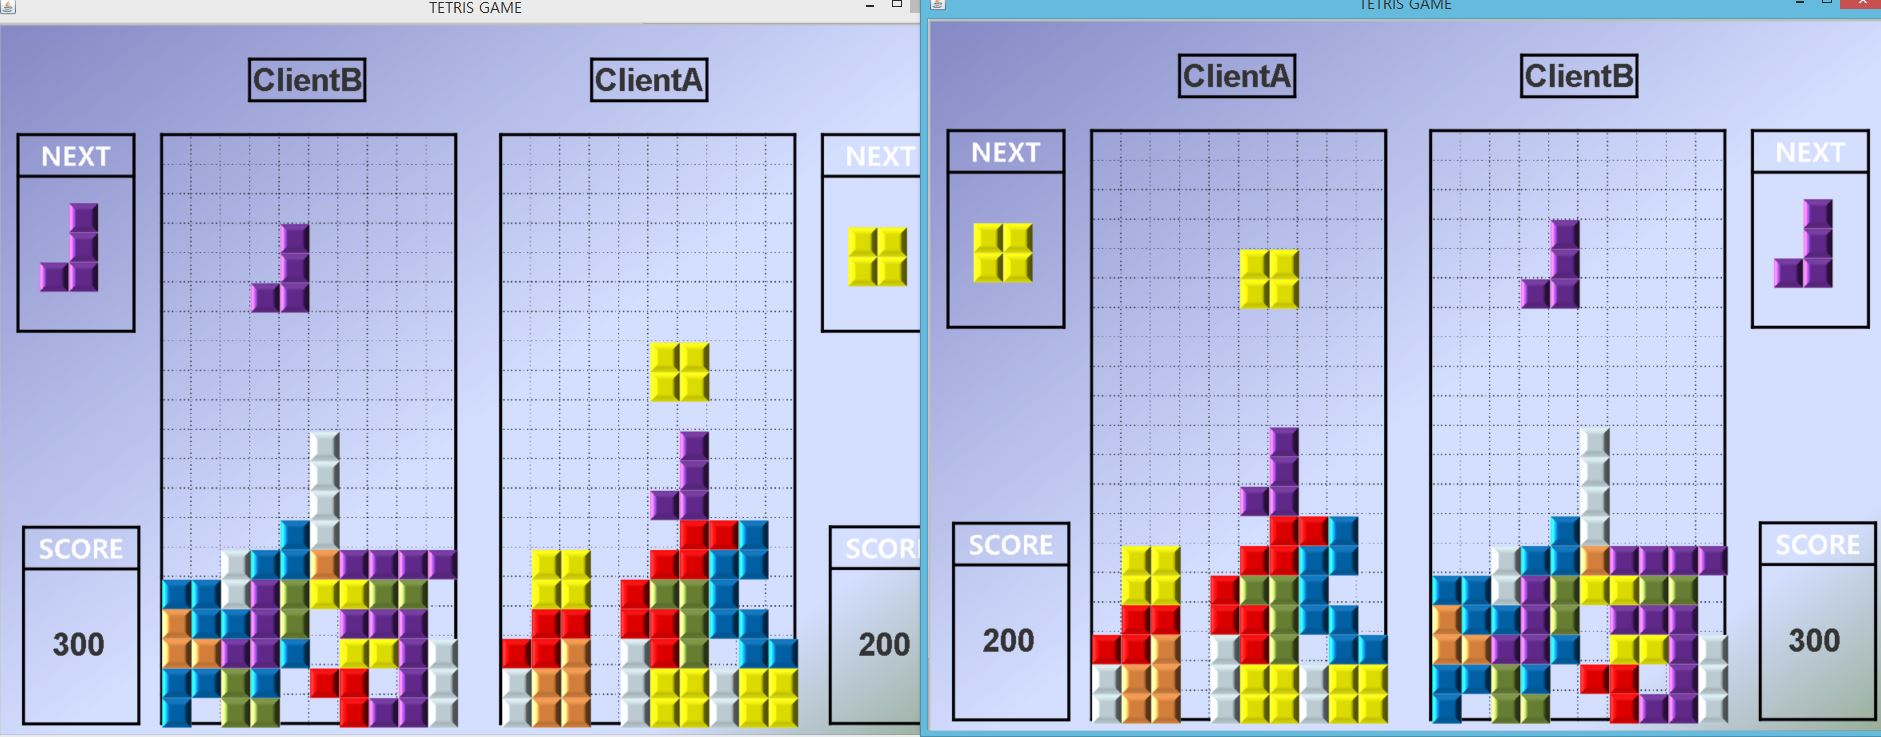 TETRIS GAME
ClientB
ClientA
NEXT
NEXT
SCORE
300
SCOR
200
TETRIS GAME
ClientA
ClientB
NEXT
NEXT
SCORE
200
SCORE
300